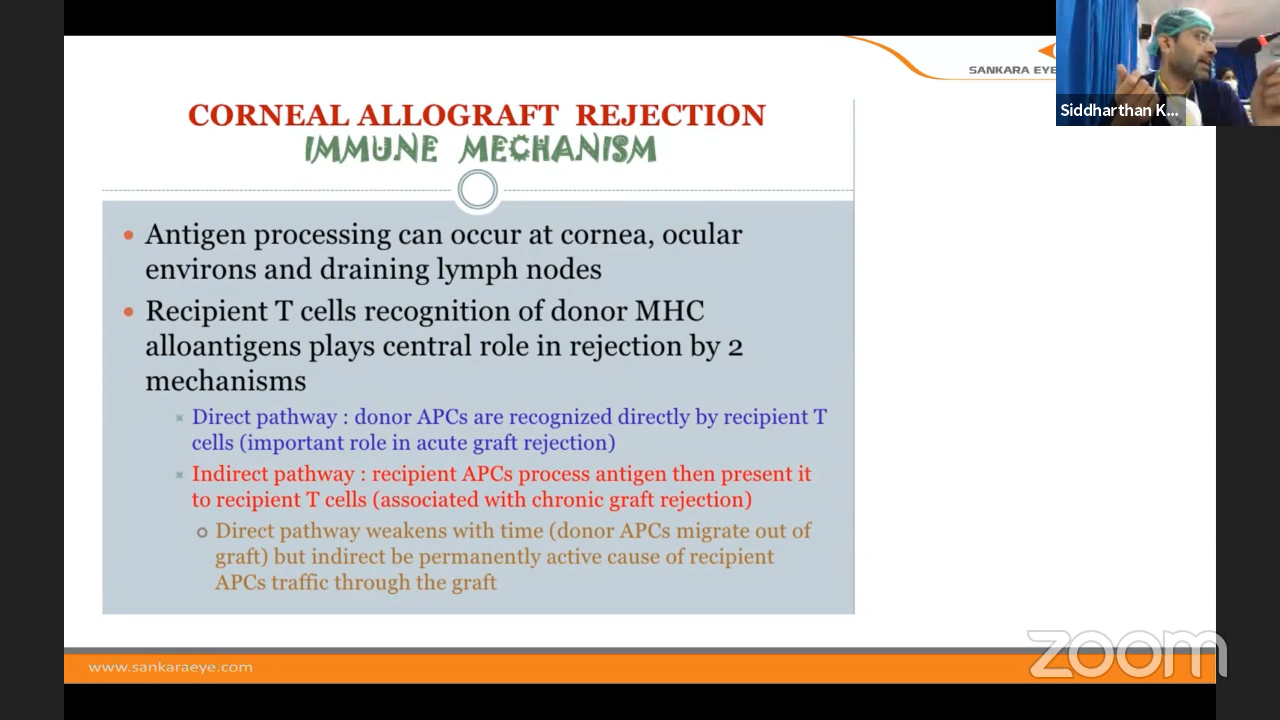 SANKARA EYE
Siddharthan K...
CORNEAL ALLOGRAFT REJECTION
IMMUNE MECHANISM
Antigen processing can occur at cornea, ocular
environs and draining lymph nodes
Recipient T cells recognition of donor MHC
alloantigens plays central role in rejection by 2
mechanisms
Direct pathway : donor APCs are recognized directly by recipient T
cells (important role in acute graft rejection)
Indirect pathway : recipient APCs process antigen then present it
to recipient T cells (associated with chronic graft rejection)
Direct pathway weakens with time (donor APCs migrate out of
graft) but indirect be permanently active cause of recipient
APCs traffic through the graft
zoom
www.sankaraeye.com